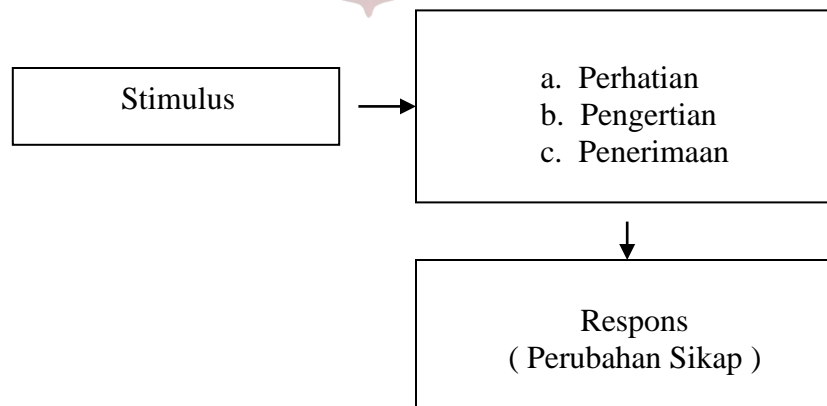 Stimulus
a. Perhatian
b. Pengertian
c. Penerimaan
Respons
( Perubahan Sikap )